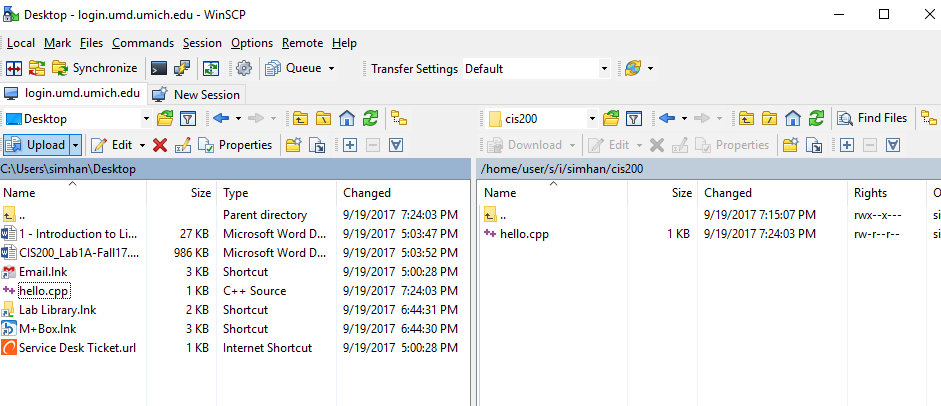 Desktop - login.umd.umich.edu - WinSCP
Local Mark Files Commands Session Options Remote Help
Synchronize Queue Transfer Settings Default
login.umd.umich.edu New Session
Desktop cis200 Find Files
Upload Edit Properties Download Edit Properties
C:\Users\simhan\Desktop /home/user/s/i/simhan/cis200
Name Size Type Changed Name Size Changed Rights O
.. Parent directory 9/19/2017 7:24:03 PM .. 9/19/2017 7:15:07 PM rwx--x--- si
1 - Introduction to Li... 27 KB Microsoft Word D... 9/19/2017 5:03:47 PM hello.cpp 1 KB 9/19/2017 7:24:03 PM rw-r--r-- si
CIS200_Lab1A-Fall17.... 986 KB Microsoft Word D... 9/19/2017 5:03:52 PM
Email.lnk 3 KB Shortcut 9/19/2017 5:00:28 PM
hello.cpp 1 KB C++ Source 9/19/2017 7:24:03 PM
Lab Library.lnk 2 KB Shortcut 9/19/2017 6:44:31 PM
M+Box.lnk 3 KB Shortcut 9/19/2017 6:44:30 PM
Service Desk Ticket.url 1 KB Internet Shortcut 9/19/2017 5:00:28 PM